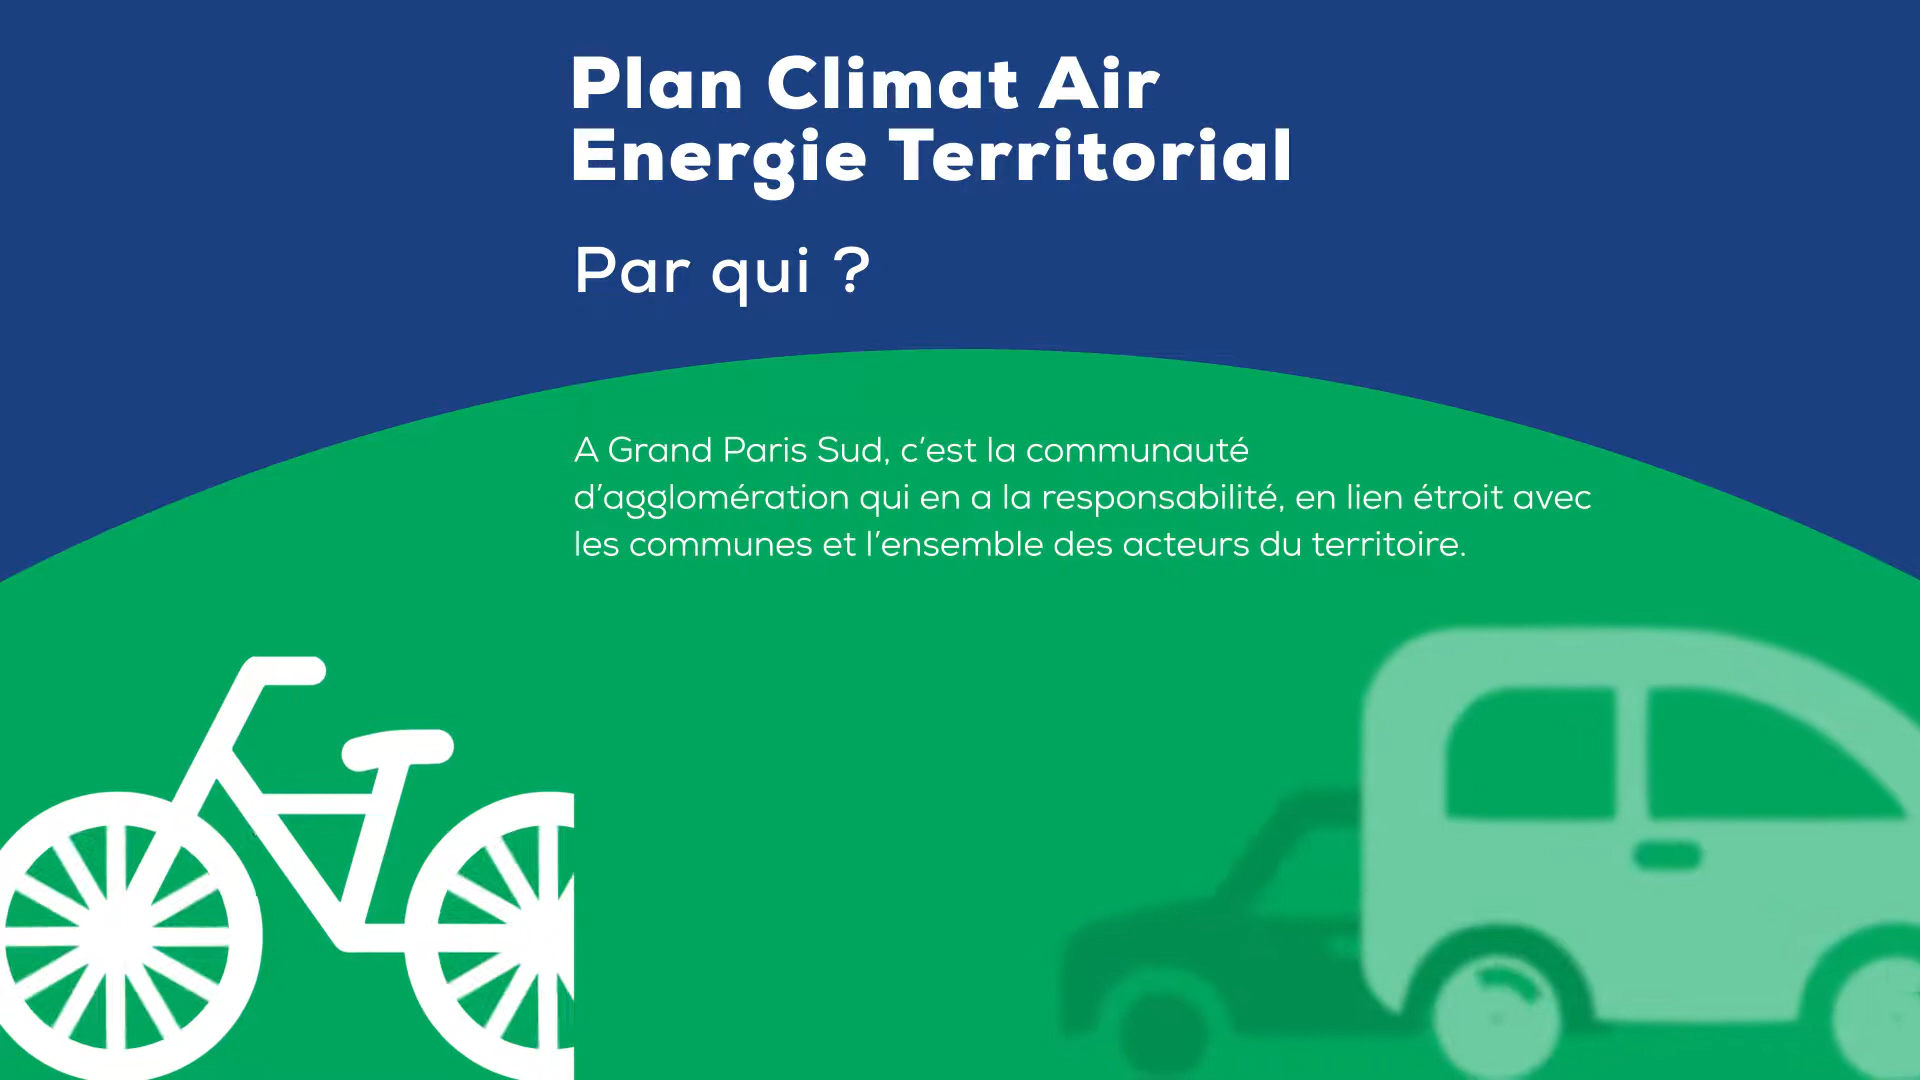 Plan Climat Air
Energie Territorial
Par qui ?
A Grand Paris Sud, c’est la communauté
d’agglomération qui en a la responsabilité, en lien étroit avec
les communes et l’ensemble des acteurs du territoire.